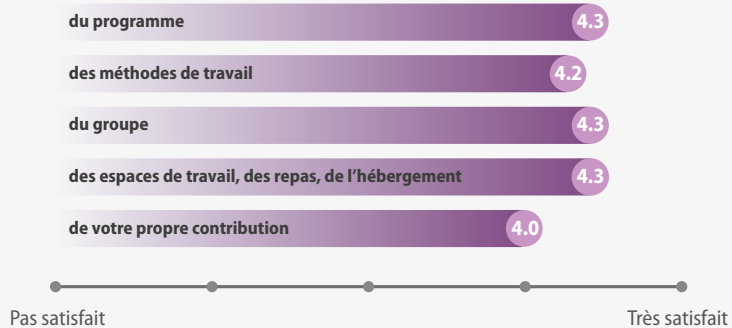 du programme 4.3
des méthodes de travail 4.2
du groupe 4.3
des espaces de travail, des repas, de l’hébergement 4.3
de votre propre contribution 4.0
Pas satisfait Très satisfait